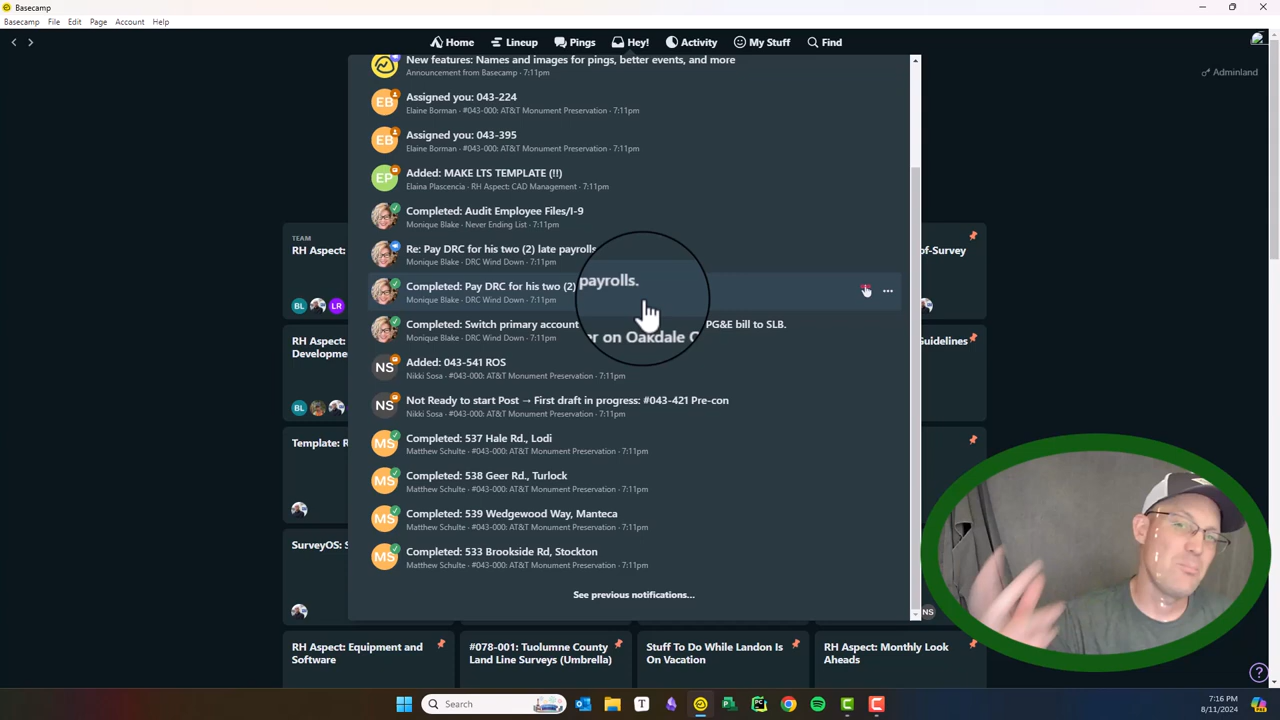 Basecamp
Basecamp File Edit Page Account Help
Home Lineup Pings Hey! Activity My Stuff Find
Adminland
New features: Names and images for pings, better events, and more
Announcement from Basecamp · 7:11pm
EB
Assigned you: 043-224
Elaine Borman · #043-000: AT&T Monument Preservation · 7:11pm
EB
Assigned you: 043-395
Elaine Borman · #043-000: AT&T Monument Preservation · 7:11pm
EP
Added: MAKE LTS TEMPLATE (!!)
Elaina Plascencia · RH Aspect: CAD Management · 7:11pm
Completed: Audit Employee Files/I-9
Monique Blake · Never Ending List · 7:11pm
Re: Pay DRC for his two (2) late payrolls
Monique Blake · DRC Wind Down · 7:11pm
Completed: Pay DRC for his two (2) payrolls.
Monique Blake · DRC Wind Down · 7:11pm
Completed: Switch primary account er on Oakdale PG&E bill to SLB.
Monique Blake · DRC Wind Down · 7:11pm
NS
Added: 043-541 ROS
Nikki Sosa · #043-000: AT&T Monument Preservation · 7:11pm
NS
Not Ready to start Post → First draft in progress: #043-421 Pre-con
Nikki Sosa · #043-000: AT&T Monument Preservation · 7:11pm
MS
Completed: 537 Hale Rd., Lodi
Matthew Schulte · #043-000: AT&T Monument Preservation · 7:11pm
MS
Completed: 538 Geer Rd., Turlock
Matthew Schulte · #043-000: AT&T Monument Preservation · 7:11pm
MS
Completed: 539 Wedgewood Way, Manteca
Matthew Schulte · #043-000: AT&T Monument Preservation · 7:11pm
MS
Completed: 533 Brookside Rd, Stockton
Matthew Schulte · #043-000: AT&T Monument Preservation · 7:11pm
See previous notifications...
TEAM
RH Aspect:
BL LR
of-Survey
RH Aspect:
Developmen
BL
Guidelines
Template: R
SurveyOS: S
NS
RH Aspect: Equipment and
Software
#078-001: Tuolumne County
Land Line Surveys (Umbrella)
Stuff To Do While Landon Is
On Vacation
RH Aspect: Monthly Look
Aheads
?
Search
7:16 PM
8/11/2024